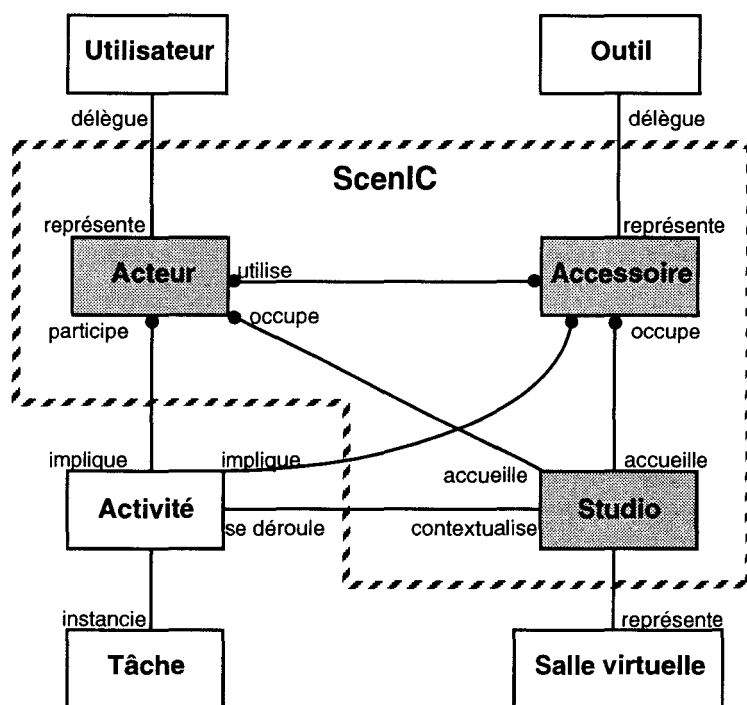 Utilisateur
Outil
délègue
délègue
ScenIC
représente
représente
Acteur
utilise
Accessoire
participe
occupe
occupe
implique
implique
accueille
accueille
Activité
Studio
se déroule
contextualise
instancie
représente
Tâche
Salle virtuelle